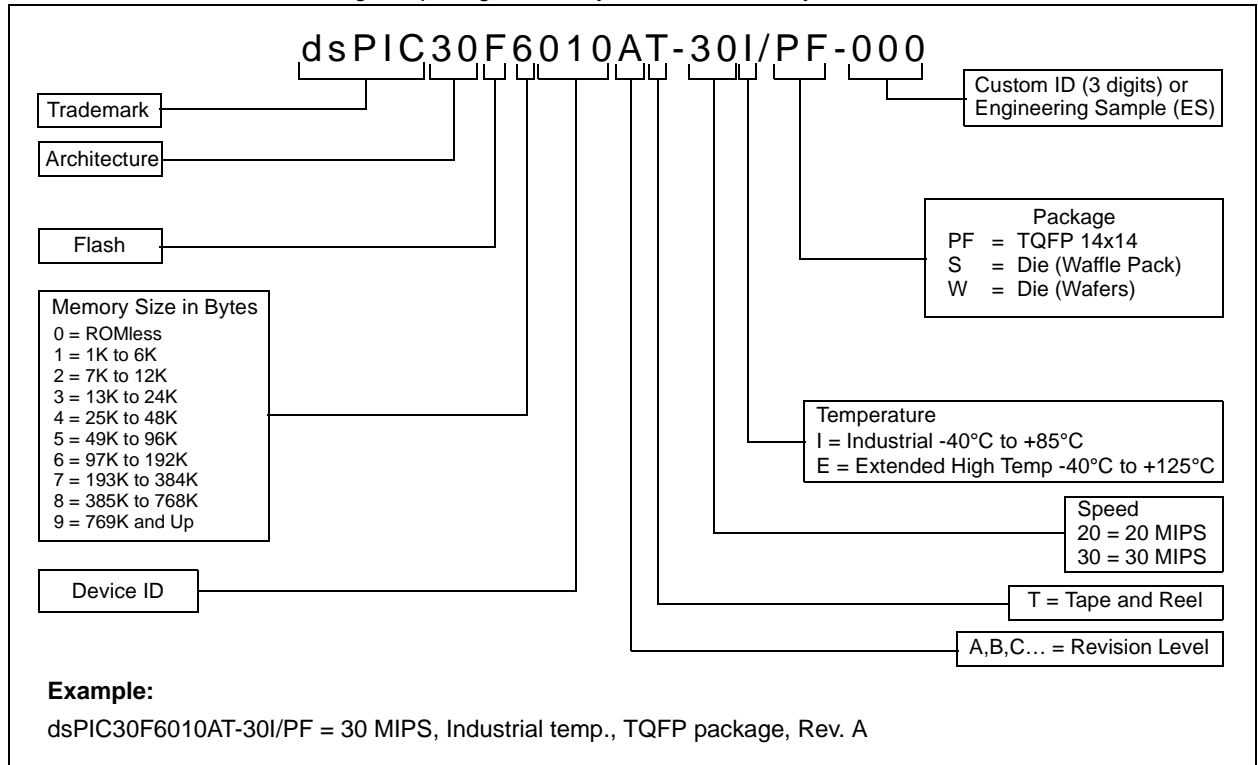 dsPIC30F6010AT-30I/PF-000
Trademark
Architecture
Flash
Memory Size in Bytes
0 = ROMless
1 = 1K to 6K
2 = 7K to 12K
3 = 13K to 24K
4 = 25K to 48K
5 = 49K to 96K
6 = 97K to 192K
7 = 193K to 384K
8 = 385K to 768K
9 = 769K and Up
Device ID
Custom ID (3 digits) or
Engineering Sample (ES)
Package
PF = TQFP 14x14
S = Die (Waffle Pack)
W = Die (Wafers)
Temperature
I = Industrial -40°C to +85°C
E = Extended High Temp -40°C to +125°C
Speed
20 = 20 MIPS
30 = 30 MIPS
T = Tape and Reel
A,B,C… = Revision Level
Example:
dsPIC30F6010AT-30I/PF = 30 MIPS, Industrial temp., TQFP package, Rev. A